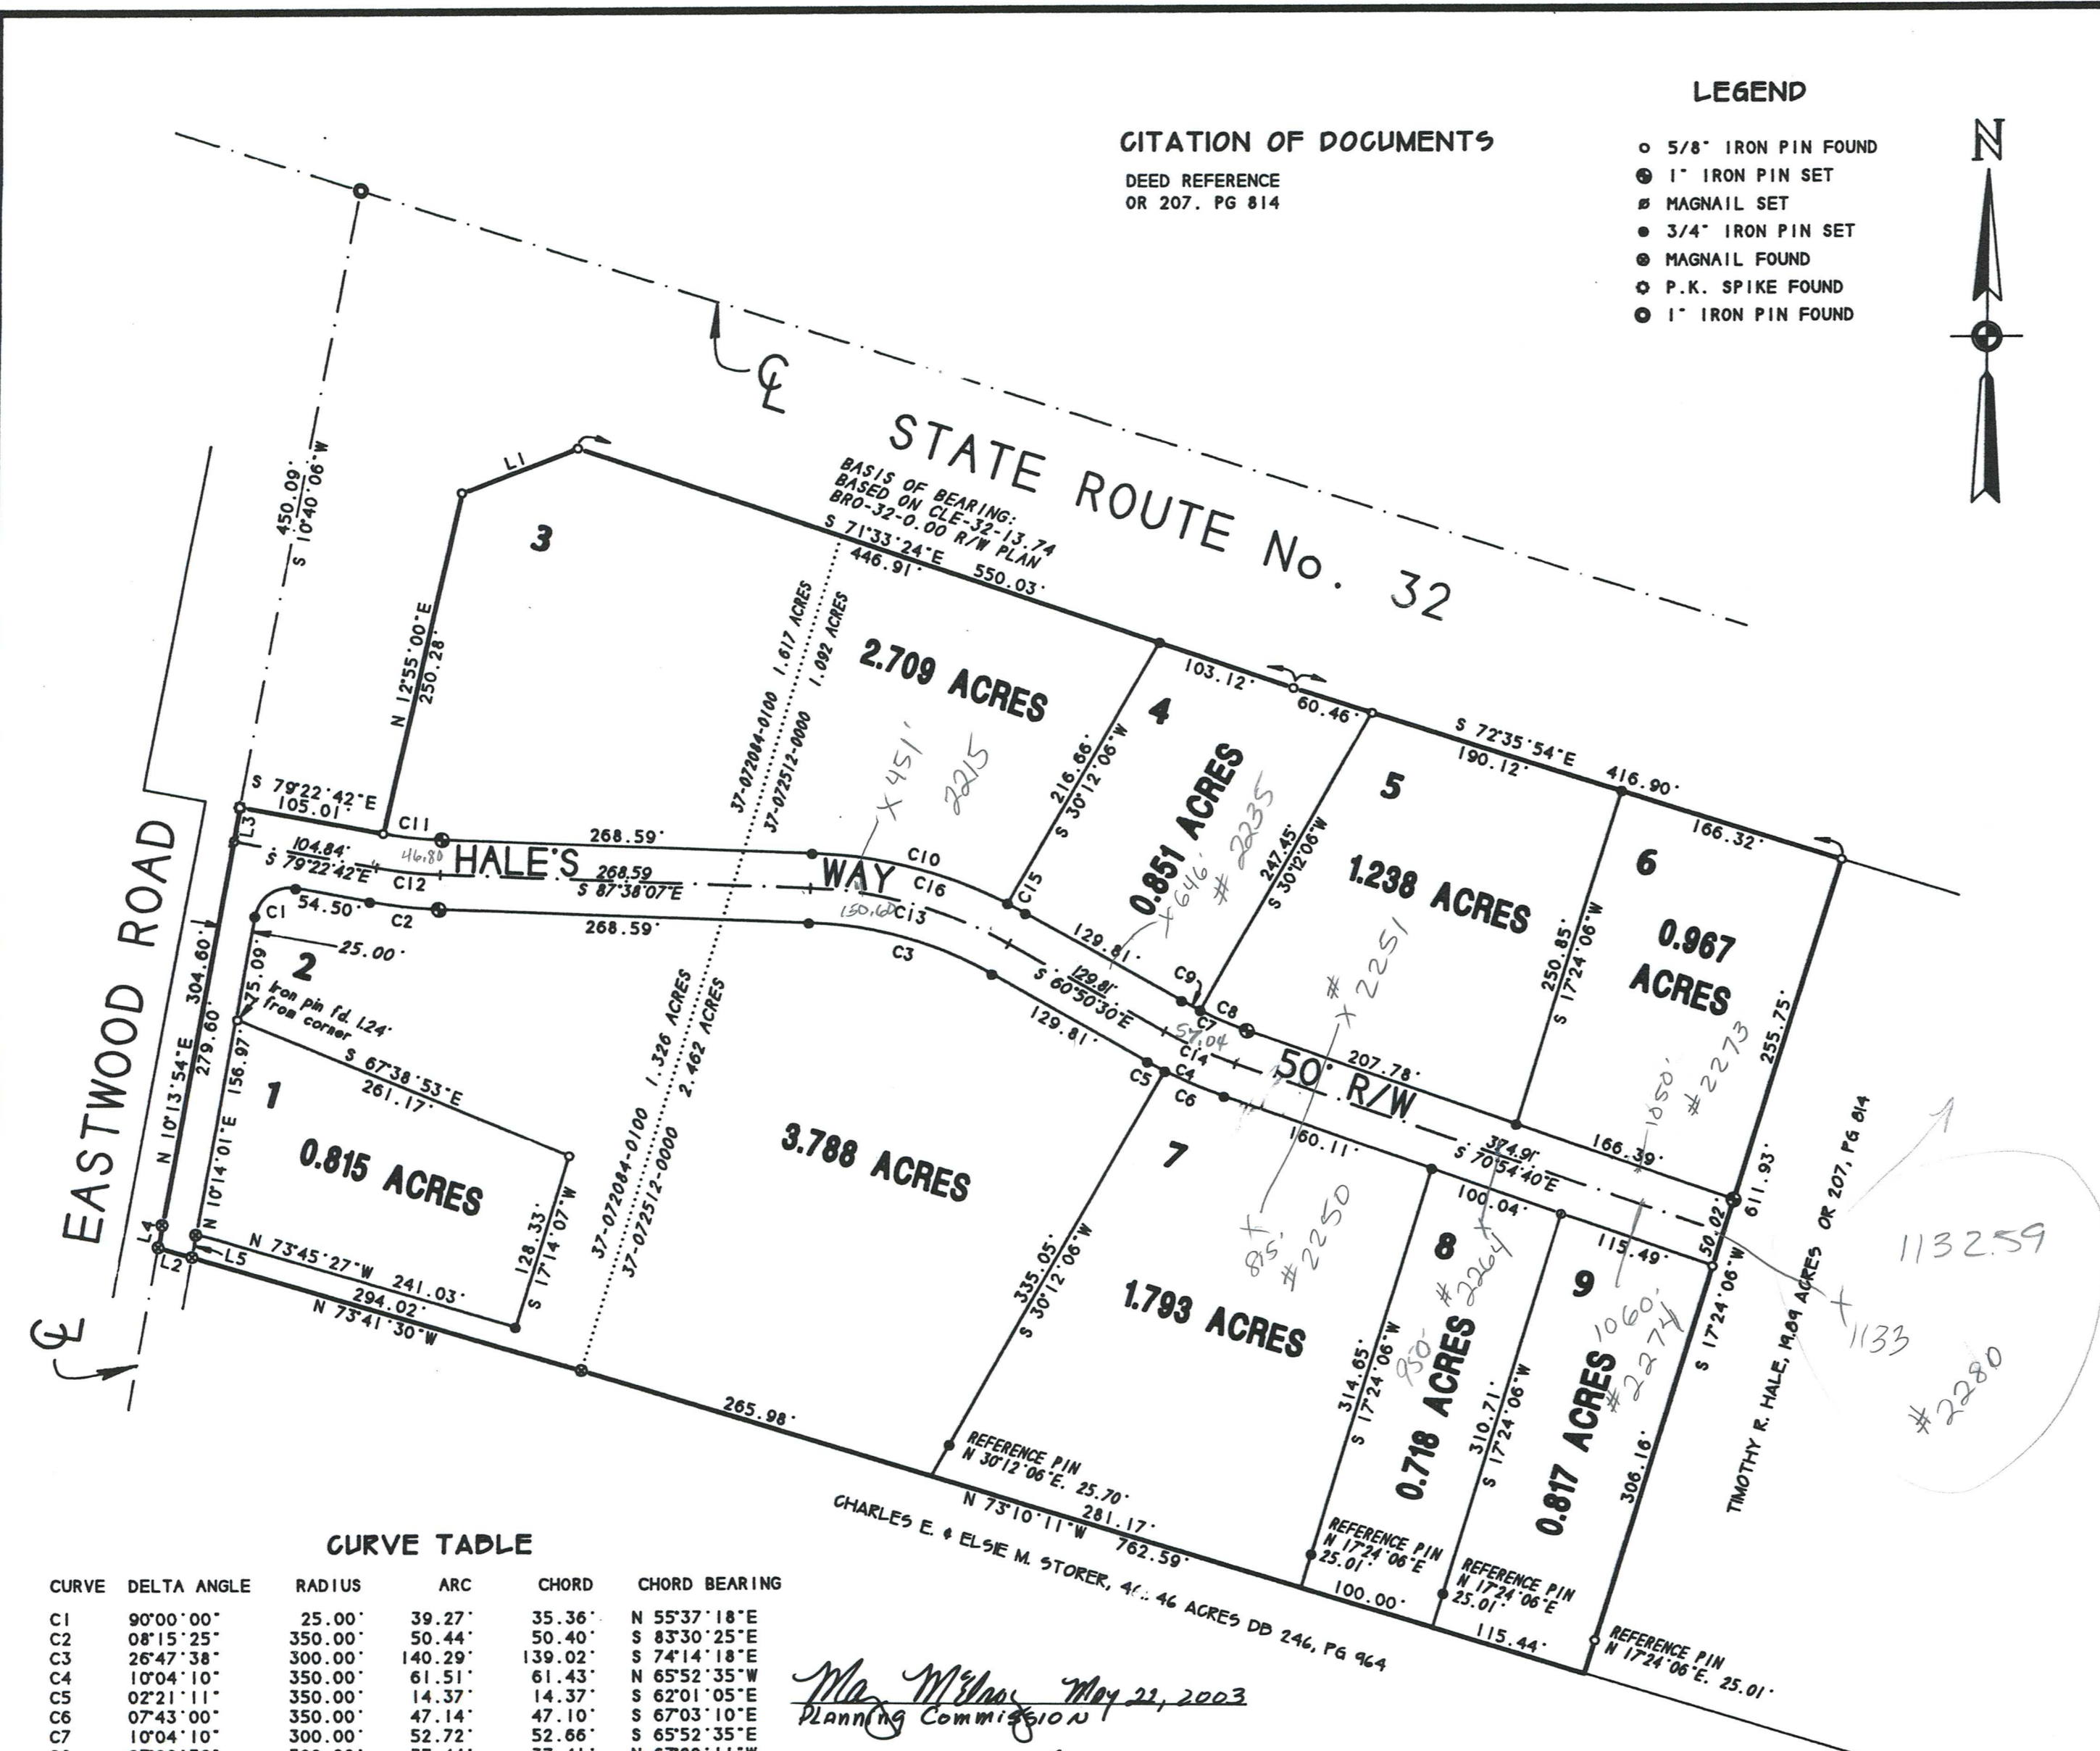 LEGEND
○ 5/8" IRON PIN FOUND
1" IRON PIN SET
MAGNAIL SET
● 3/4" IRON PIN SET
MAGNAIL FOUND
P.K. SPIKE FOUND
1" IRON PIN FOUND
N
CITATION OF DOCUMENTS
DEED REFERENCE
OR 207. PG 814
℄
STATE ROUTE No. 32
BASIS OF BEARING:
BASED ON CLE-32-13.74
BRO-32-0.00 R/W PLAN
S 71°33'24"E
446.91'
550.03'
450.09'
S 10°40'06"W
L1
3
N 12°55'00"E
250.28'
37-072084-0100 1.617 ACRES
37-072512-0000 1.092 ACRES
2.709 ACRES
X 451'
2215
103.12'
60.46'
4
216.66'
S 30°12'06"W
0.851 ACRES
X 646'
# 2235
247.45'
S 30°12'06"W
S 72°35'54"E
190.12'
416.90'
5
1.238 ACRES
#
X 2251
166.32'
6
0.967
ACRES
250.85'
S 17°24'06"W
255.75'
1050'
#2273
S 79°22'42"E
105.01'
L3
C11
268.59'
C10
104.84'
S 79°22'42"E
46.80
C12
HALE'S WAY
268.59
S 87°38'07"E
C16
150.60
C13
C15
54.50'
C1
C2
268.59'
C3
129.81'
129.81'
S 60°50'30"E
129.81'
C9
C8
C7
57.04
C14
C5
C4
C6
50' R/W
207.78'
160.11'
374.91'
S 70°54'40"E
166.39'
100.04'
115.49'
50.02'
611.93'
S 17°24'06"W
EASTWOOD ROAD
25.00'
75.09'
2
Iron pin fd. 1.24'
from corner
304.60'
279.60'
N 10°13'54"E
156.97'
N 10°14'01"E
S 67°38'53"E
261.17'
1
0.815 ACRES
128.33'
S 17°14'07"W
L4
L2
L5
N 73°45'27"W 241.03'
294.02'
N 73°41'30"W
℄
37-072084-0100 1.326 ACRES
37-072512-0000 2.462 ACRES
3.788 ACRES
265.98'
7
335.05'
S 30°12'06"W
1.793 ACRES
X
815'
# 2250
8
# 2264
950'
0.718 ACRES
314.65'
S 17°24'06"W
310.71'
S 17°24'06"W
9
1060'
# 2274
0.817 ACRES
306.16'
TIMOTHY R. HALE, 19.89 ACRES OR 207, PG 814
1132.59
X
1133
# 2280
REFERENCE PIN
N 30°12'06"E. 25.70'
N 73°10'11"W
281.17'
762.59'
REFERENCE PIN
N 17°24'06"E
25.01'
REFERENCE PIN
N 17°24'06"E
25.01'
100.00'
115.44'
REFERENCE PIN
N 17°24'06"E. 25.01'
CHARLES E. & ELSIE M. STORER, 46 ACRES DB 246, PG 964
CURVE TABLE
CURVE DELTA ANGLE RADIUS ARC CHORD CHORD BEARING
C1 90°00'00" 25.00' 39.27' 35.36' N 55°37'18"E
C2 08°15'25" 350.00' 50.44' 50.40' S 83°30'25"E
C3 26°47'38" 300.00' 140.29' 139.02' S 74°14'18"E
C4 10°04'10" 350.00' 61.51' 61.43' N 65°52'35"W
C5 02°21'11" 350.00' 14.37' 14.37' S 62°01'05"E
C6 07°43'00" 350.00' 47.14' 47.10' S 67°03'10"E
C7 10°04'10" 300.00' 52.72' 52.66' S 65°52'35"E
May 22, 2003
Planning Commission